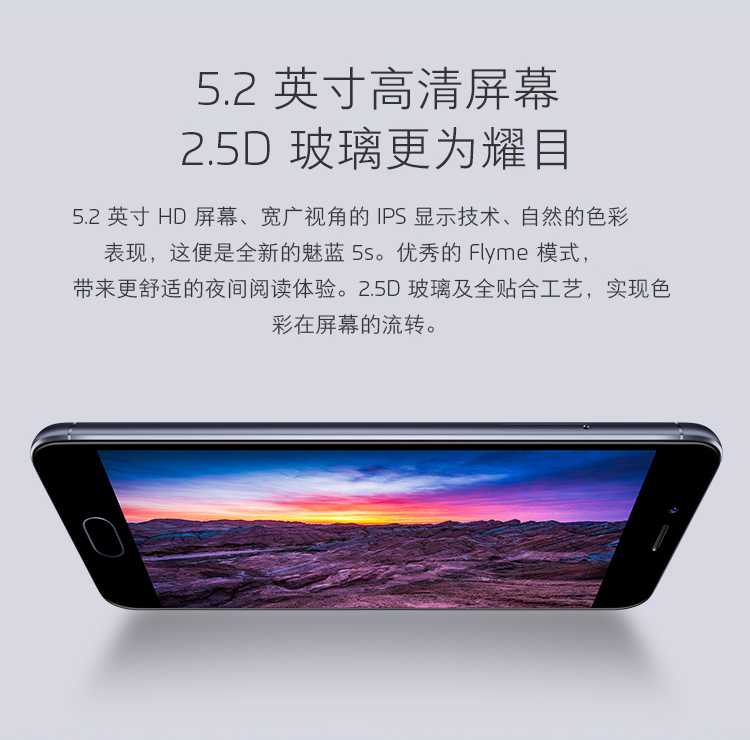 5.2 英寸高清屏幕
2.5D 玻璃更为耀目
5.2 英寸 HD 屏幕、宽广视角的 IPS 显示技术、自然的色彩
表现，这便是全新的魅蓝 5s。优秀的 Flyme 模式，
带来更舒适的夜间阅读体验。2.5D 玻璃及全贴合工艺，实现色
彩在屏幕的流转。